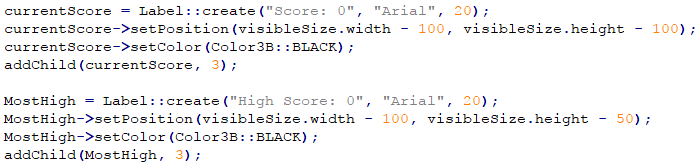 currentScore = Label::create("Score: 0", "Arial", 20);
currentScore->setPosition(visibleSize.width - 100, visibleSize.height - 100);
currentScore->setColor(Color3B::BLACK);
addChild(currentScore, 3);

MostHigh = Label::create("High Score: 0", "Arial", 20);
MostHigh->setPosition(visibleSize.width - 100, visibleSize.height - 50);
MostHigh->setColor(Color3B::BLACK);
addChild(MostHigh, 3);